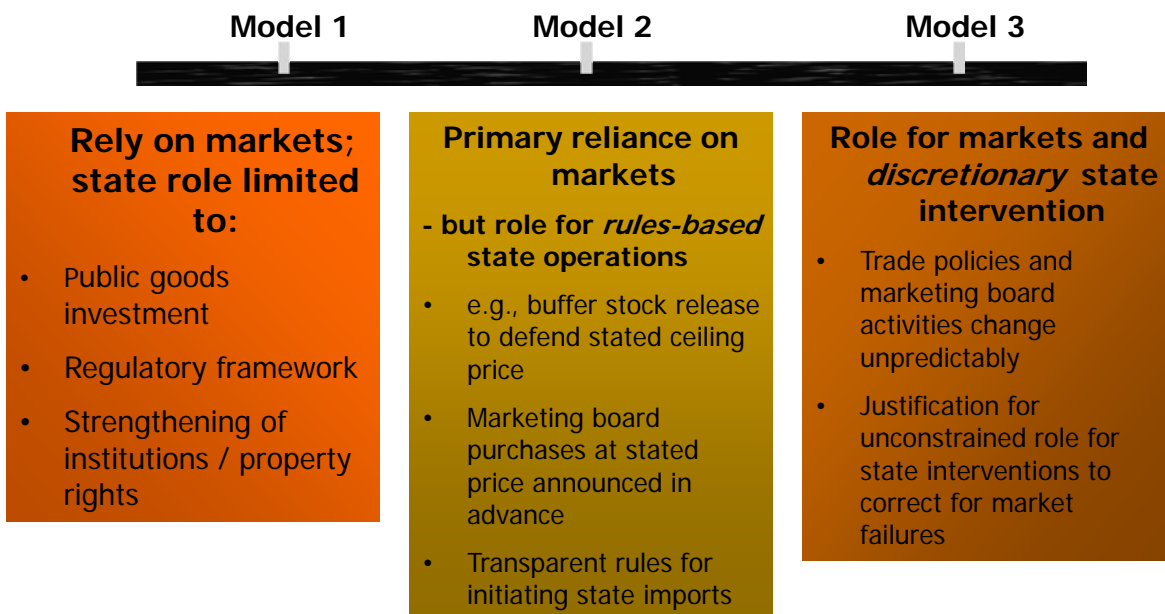 Model 1
Model 2
Model 3
Rely on markets;
state role limited
to:
• Public goods
investment
• Regulatory framework
• Strengthening of
institutions / property
rights
Primary reliance on
markets
- but role for rules-based
state operations
• e.g., buffer stock release
to defend stated ceiling
price
• Marketing board
purchases at stated
price announced in
advance
• Transparent rules for
initiating state imports
Role for markets and
discretionary state
intervention
• Trade policies and
marketing board
activities change
unpredictably
• Justification for
unconstrained role for
state interventions to
correct for market
failures